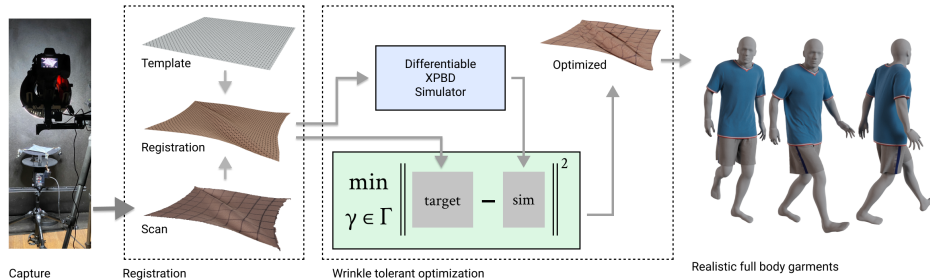 Template
Registration
Scan
Differentiable
XPBD
Simulator
Optimized
min
γ ∈ Γ
‖ target − sim ‖²
Capture
Registration
Wrinkle tolerant optimization
Realistic full body garments